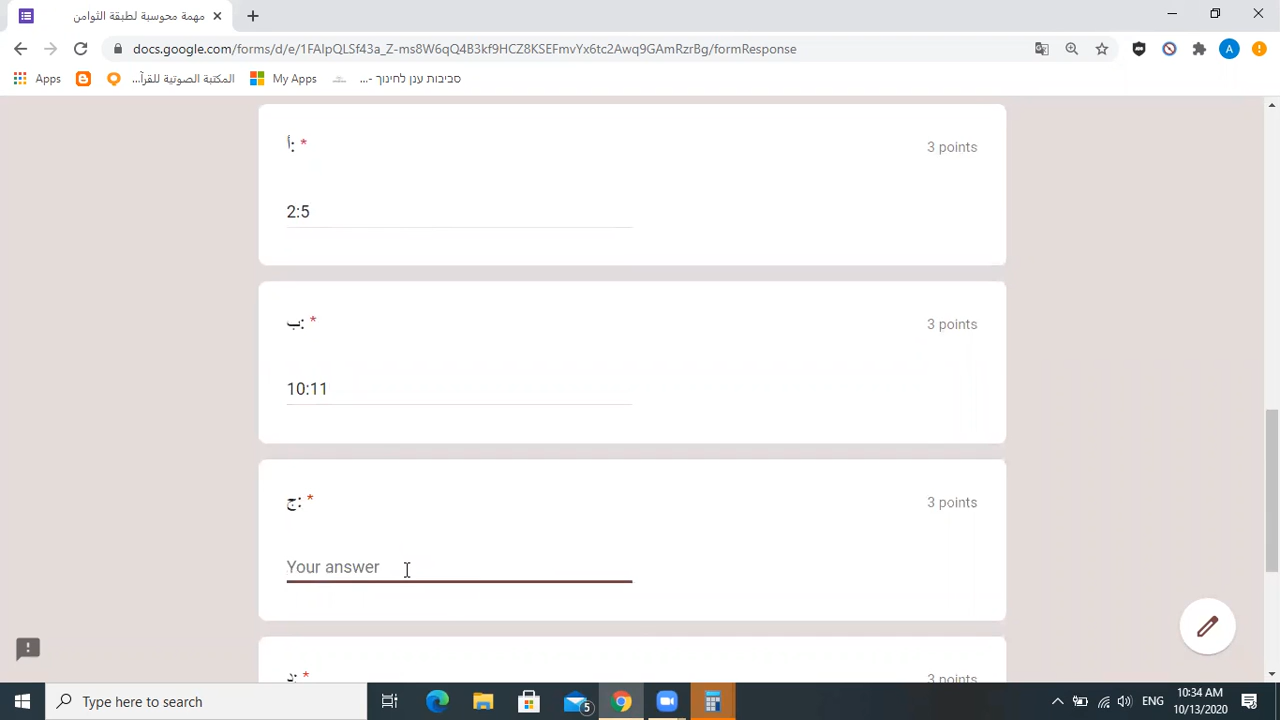 مهمة محوسبة لطبقة الثوامن
docs.google.com/forms/d/e/1FAIpQLSf43a_Z-ms8W6qQ4B3kf9HCZ8KSEFmvYx6tc2Awq9GAmRzrBg/formResponse
A
Apps
المكتبة الصوتية للقرآ...
My Apps
סביבות ענן לחינוך -...
أ: *
3 points
2:5
ب: *
3 points
10:11
ج: *
3 points
Your answer
د: *
3 points
Type here to search
5
ENG
10:34 AM
10/13/2020